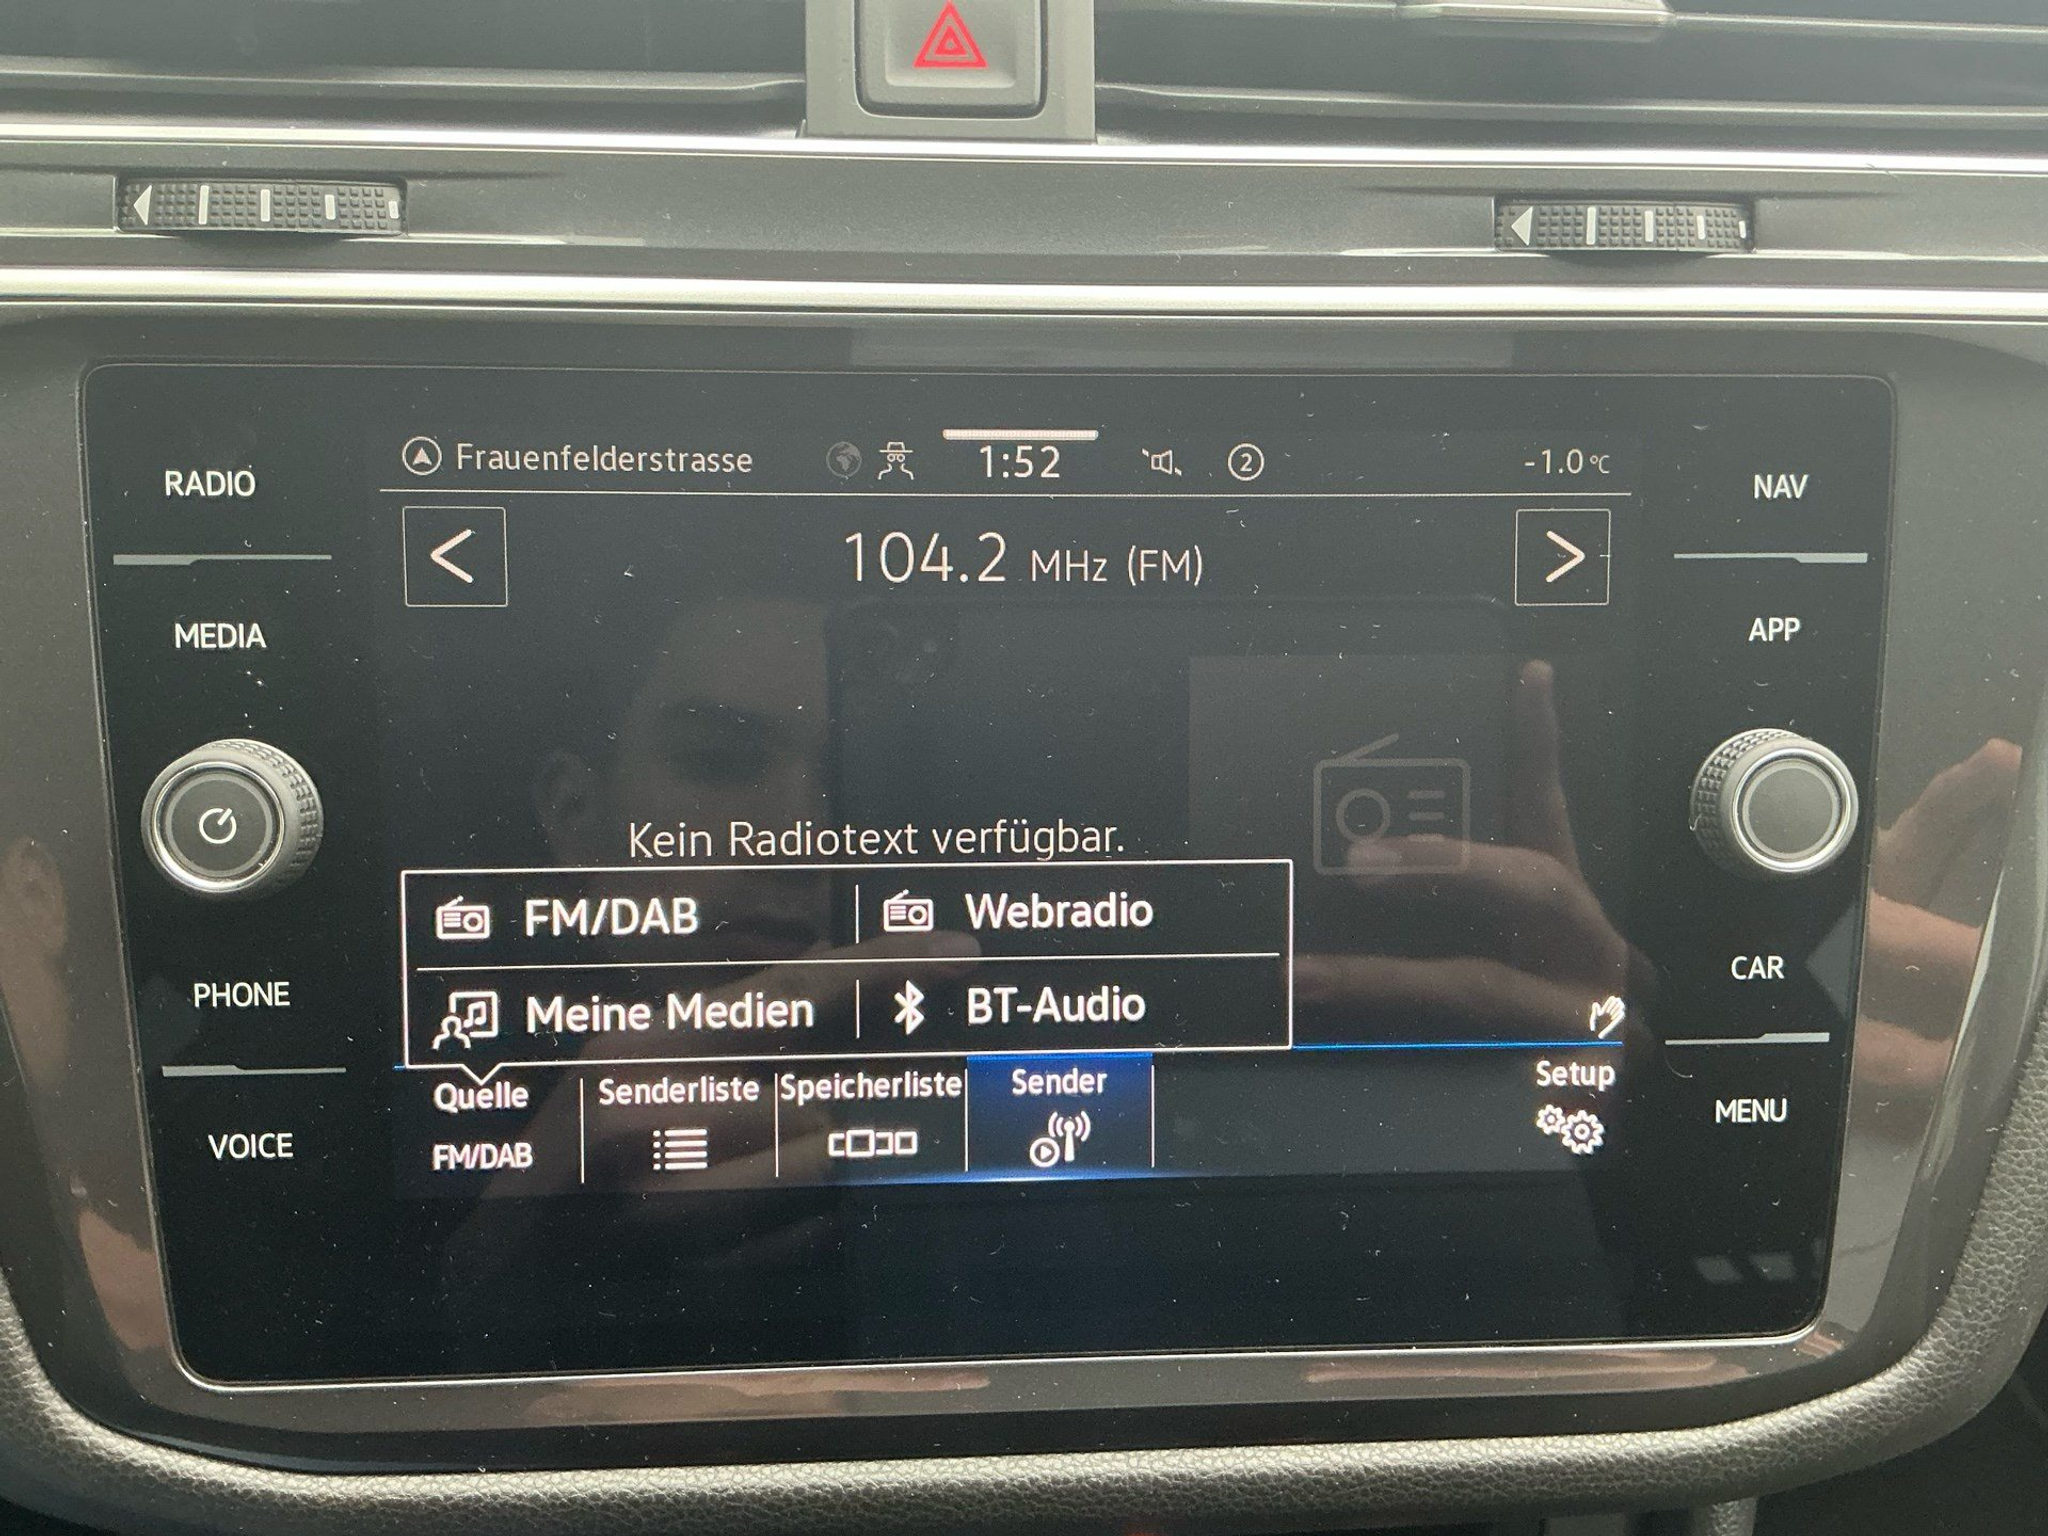 RADIO
MEDIA
PHONE
VOICE
Frauenfelderstrasse 1:52 2 -1.0°C
< 104.2 MHz (FM) >
Kein Radiotext verfügbar.
FM/DAB Webradio
Meine Medien BT-Audio
Quelle Senderliste Speicherliste Sender Setup
FM/DAB
NAV
APP
CAR
MENU